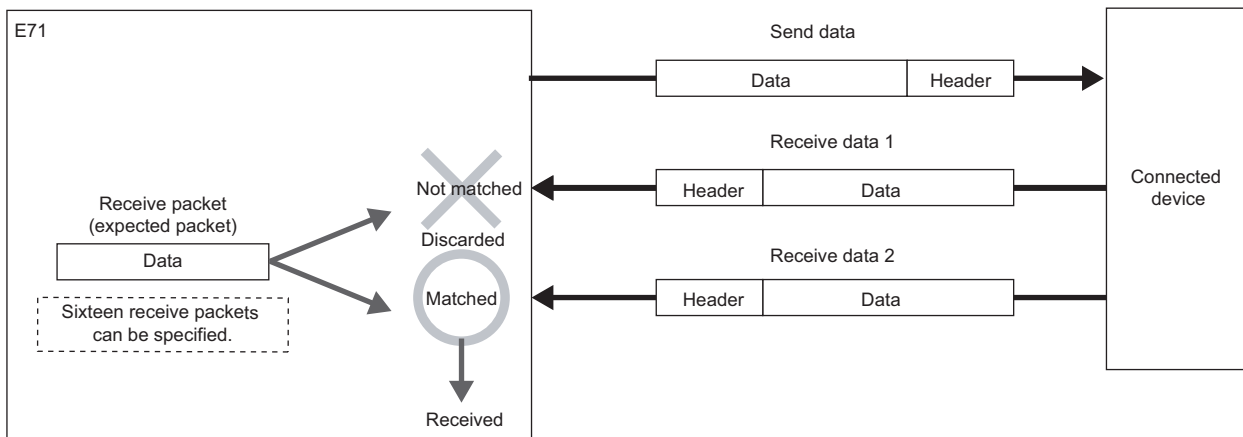 E71
Send data
Data
Header
Receive data 1
Header
Data
Not matched
Discarded
Receive packet
(expected packet)
Data
Sixteen receive packets
can be specified.
Receive data 2
Header
Data
Matched
Received
Connected
device